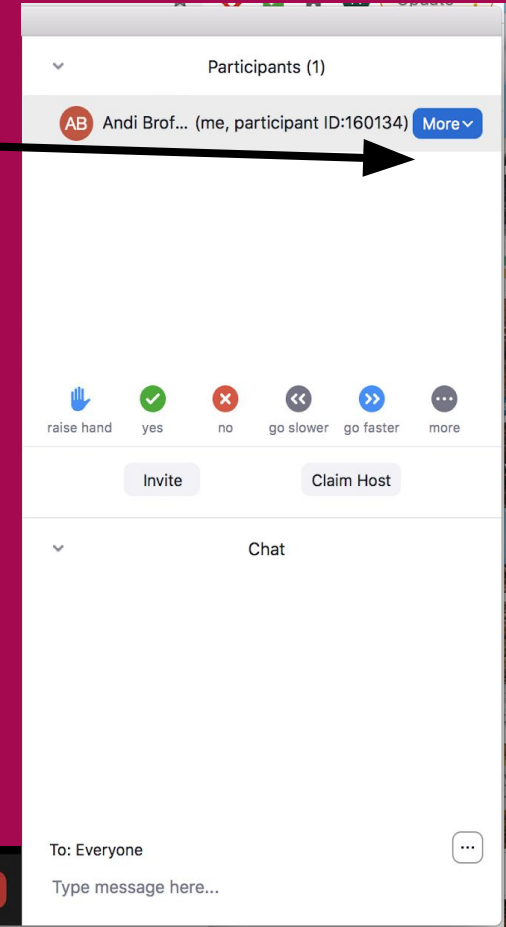 Participants (1)
AB Andi Brof... (me, participant ID:160134) More
raise hand yes no go slower go faster more
Invite Claim Host
Chat
To: Everyone
Type message here...